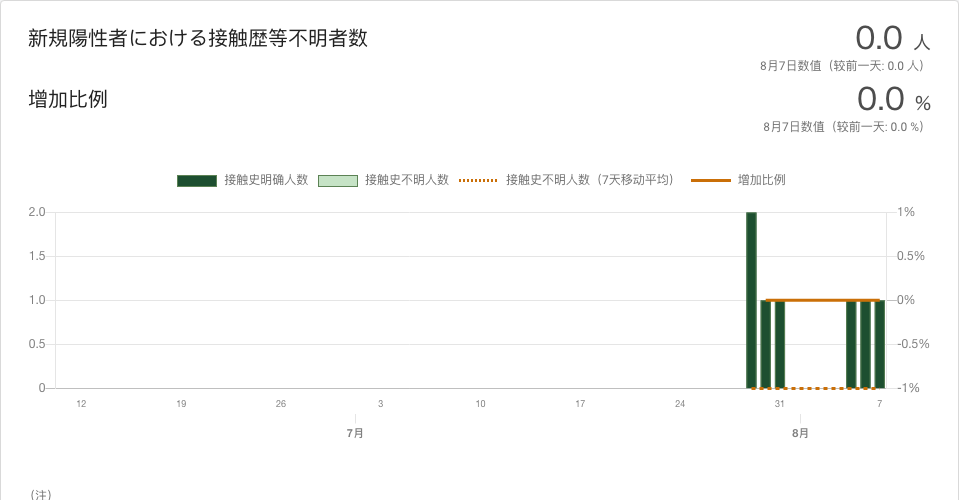 新規陽性者における接触歴等不明者数
0.0 人
8月7日数值（较前一天: 0.0 人）
增加比例
0.0 %
8月7日数值（较前一天: 0.0 %）
接触史明确人数 接触史不明人数 接触史不明人数（7天移动平均） 增加比例
2.0 1%
1.5 0.5%
1.0 0%
0.5 -0.5%
0 -1%
12 19 26 3 10 17 24 31 7
7月 8月
（注）